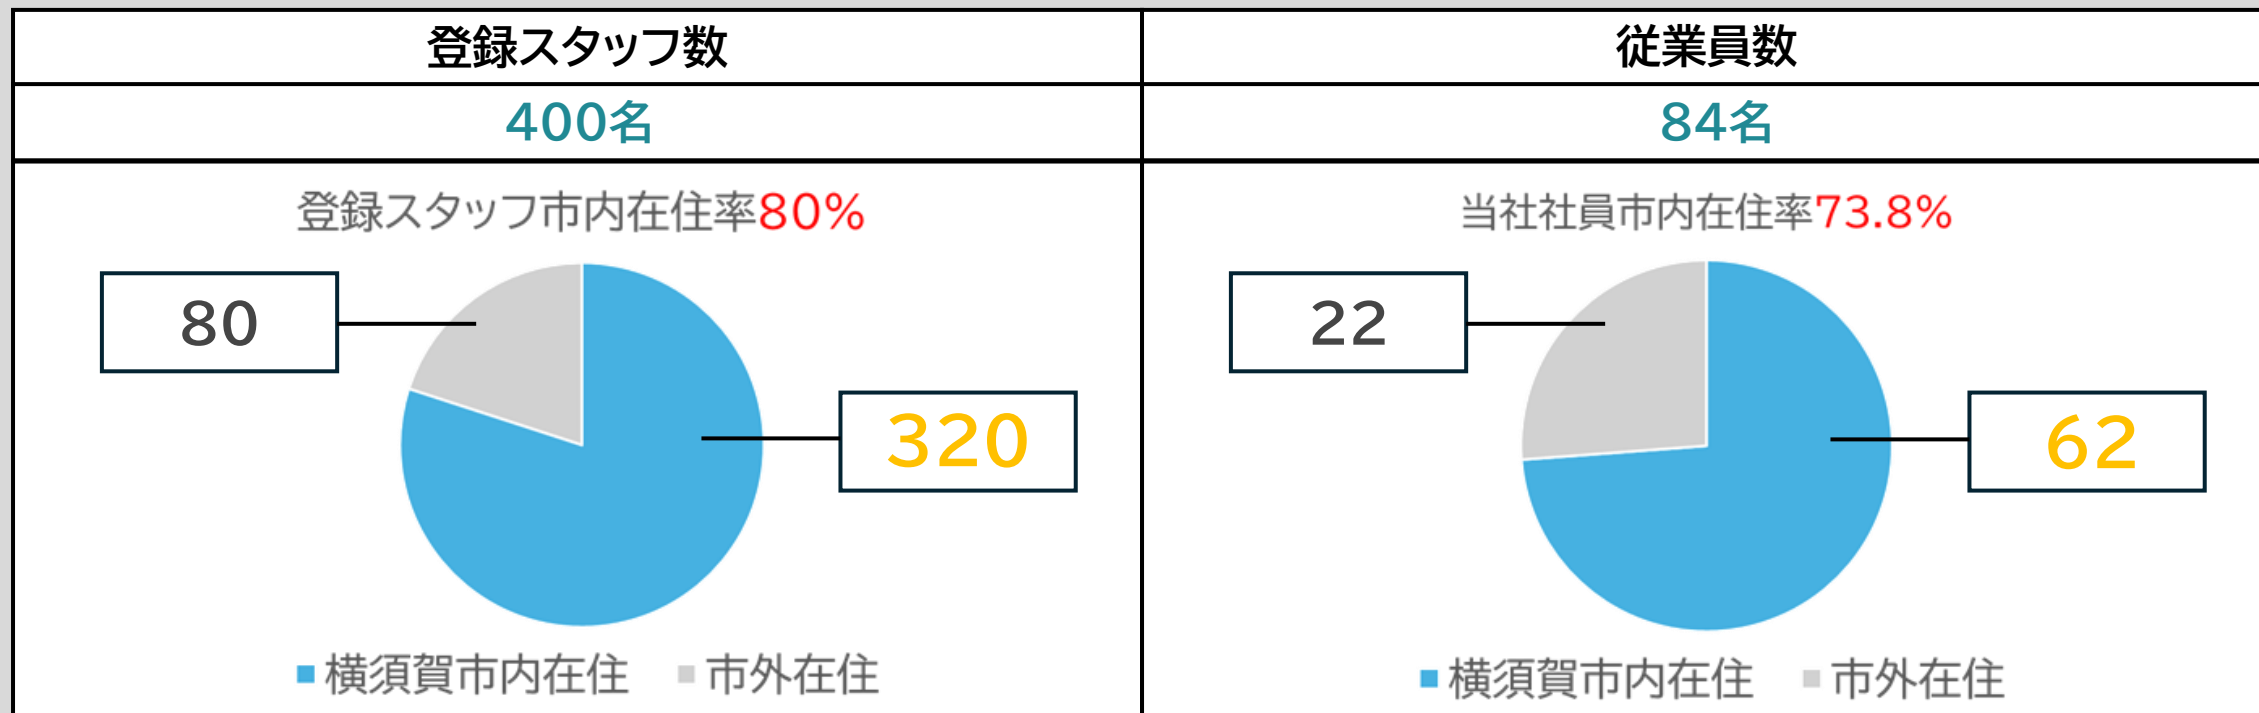 登録スタッフ数
400名
登録スタッフ市内在住率80%
80
320
横須賀市内在住 市外在住
従業員数
84名
当社社員市内在住率73.8%
22
62
横須賀市内在住 市外在住